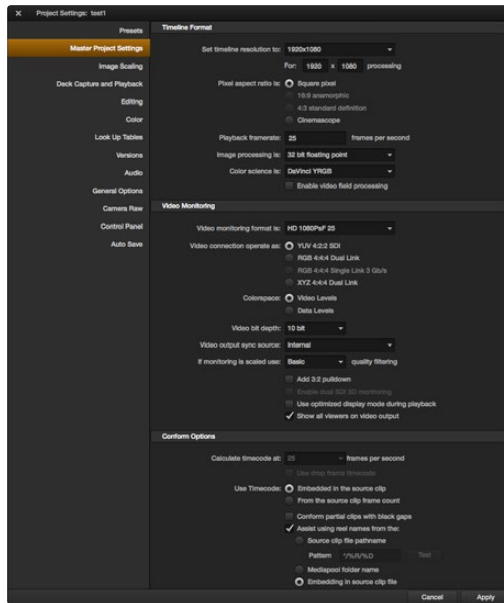 Project Settings: test1
Presets
Master Project Settings
Image Scaling
Deck Capture and Playback
Editing
Color
Look Up Tables
Versions
Audio
General Options
Camera Raw
Control Panel
Auto Save
Timeline Format
Set timeline resolution to: 1920x1080
For: 1920 x 1080 processing
Pixel aspect ratio is: Square pixel
16:9 anamorphic
4:3 standard definition
Cinemascope
Playback framerate: 25 frames per second
Image processing is: 32 bit floating point
Color science is: DaVinci YRGB
Enable video field processing
Video Monitoring
Video monitoring format is: HD 1080PsF 25
Video connection operate as: YUV 4:2:2 SDI
RGB 4:4:4 Dual Link
RGB 4:4:4 Single Link 3 Gb/s
XYZ 4:4:4 Dual Link
Colorspace: Video Levels
Data Levels
Video bit depth: 10 bit
Video output sync source: Internal
If monitoring is scaled use: Basic quality filtering
Add 3:2 pulldown
Enable dual SDI 3D monitoring
Use optimized display mode during playback
Show all viewers on video output
Conform Options
Calculate timecode at: 25 frames per second
Use drop frame timecode
Use Timecode: Embedded in the source clip
From the source clip frame count
Conform partial clips with black gaps
Assist using reel names from the:
Source clip file pathname
Pattern */%R/%D Test
Mediapool folder name
Embedding in source clip file
Cancel Apply